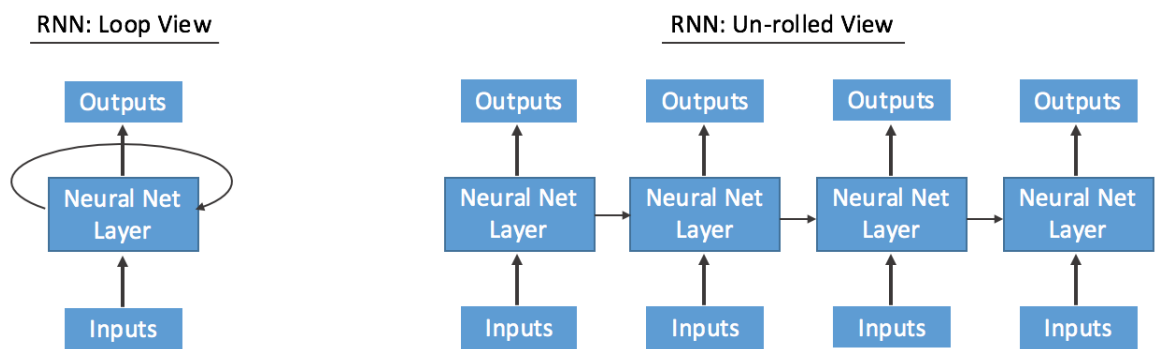 RNN: Loop View
Outputs
Neural Net
Layer
Inputs
RNN: Un-rolled View
Outputs Outputs Outputs Outputs
Neural Net Neural Net Neural Net Neural Net
Layer Layer Layer Layer
Inputs Inputs Inputs Inputs